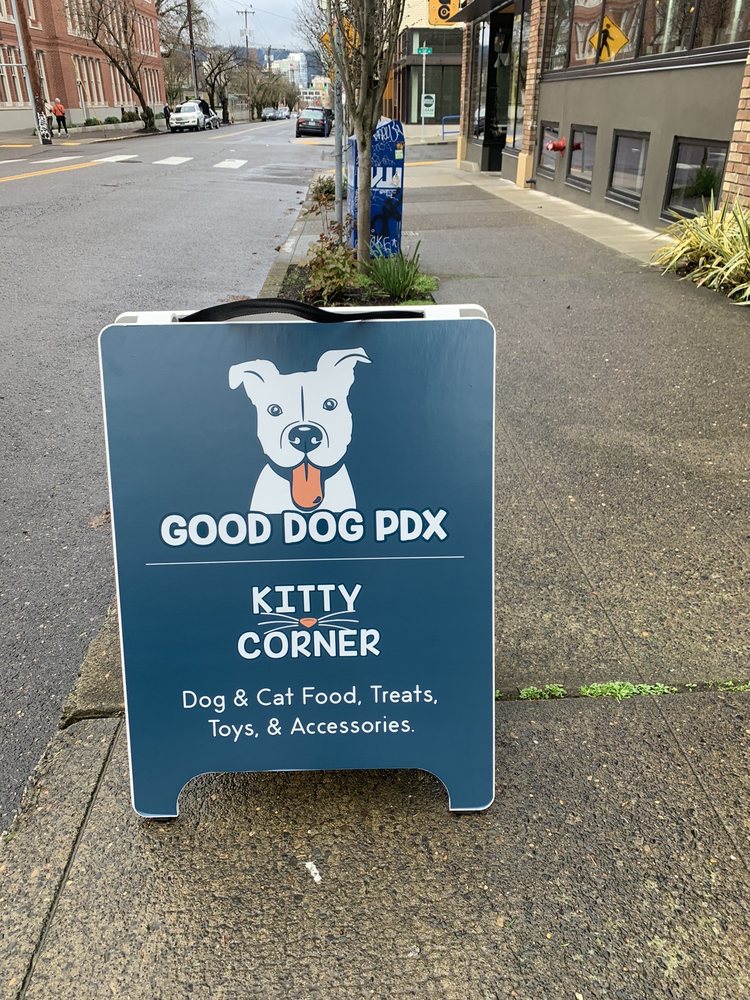 GOOD DOG PDX
KITTY
CORNER
Dog & Cat Food, Treats,
Toys, & Accessories.